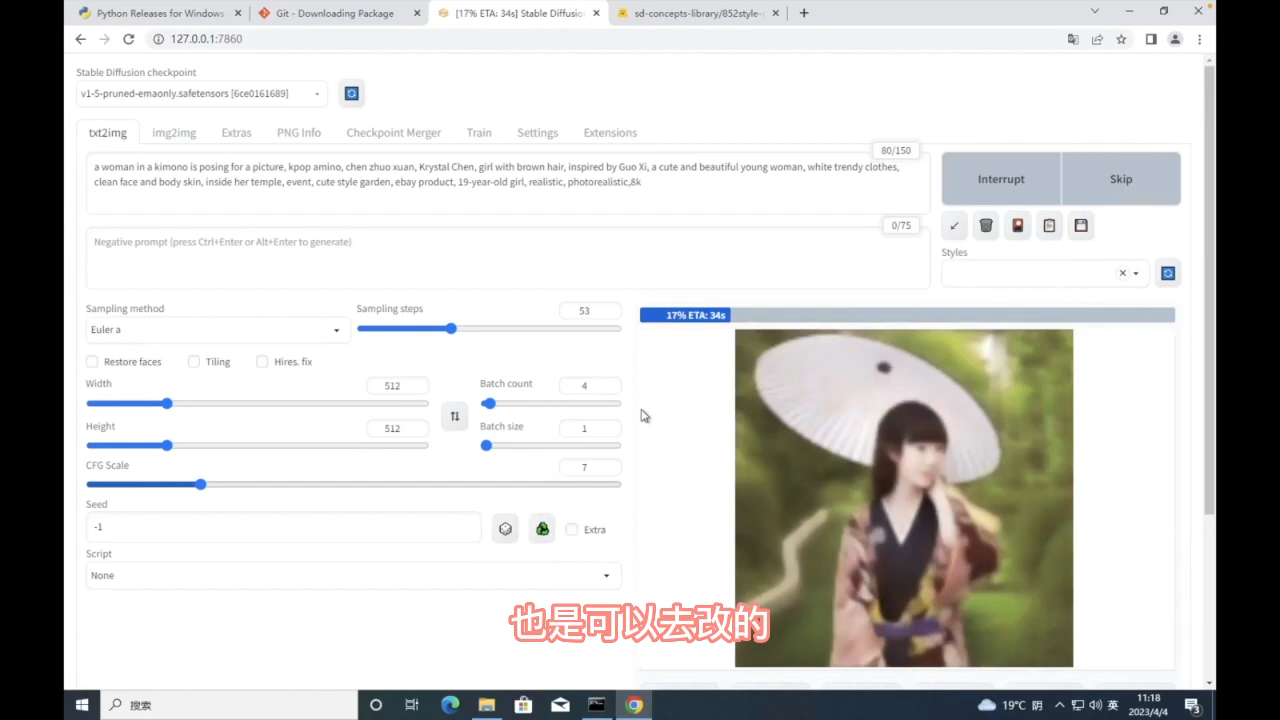 Python Releases for Windows
Git - Downloading Package
[17% ETA: 34s] Stable Diffusion
sd-concepts-library/852style-
127.0.0.1:7860
Stable Diffusion checkpoint
v1-5-pruned-emaonly.safetensors [6ce0161689]
txt2img
img2img
Extras
PNG Info
Checkpoint Merger
Train
Settings
Extensions
80/150
a woman in a kimono is posing for a picture, kpop amino, chen zhuo xuan, Krystal Chen, girl with brown hair, inspired by Guo Xi, a cute and beautiful young woman, white trendy clothes,
clean face and body skin, inside her temple, event, cute style garden, ebay product, 19-year-old girl, realistic, photorealistic,8k
Interrupt
Skip
0/75
Negative prompt (press Ctrl+Enter or Alt+Enter to generate)
Styles
Sampling method
Euler a
Sampling steps
53
17% ETA: 34s
Restore faces
Tiling
Hires. fix
Width
512
Batch count
4
Height
512
Batch size
1
CFG Scale
7
Seed
-1
Extra
Script
None
也是可以去改的
搜索
19°C 阴
英
11:18
2023/4/4
3